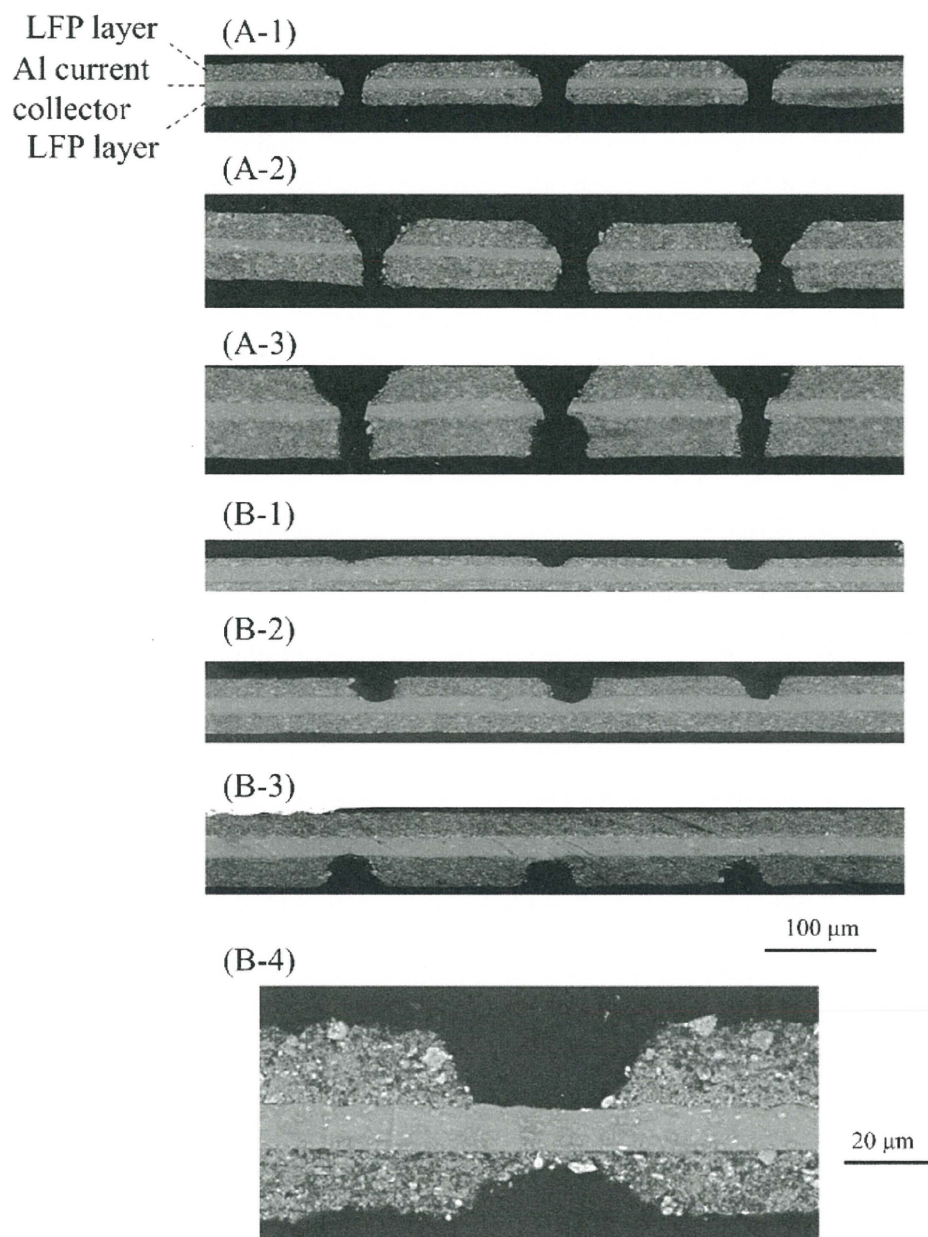 LFP layer
Al current
collector
LFP layer
(A-1)
(A-2)
(A-3)
(B-1)
(B-2)
(B-3)
100 μm
(B-4)
20 μm